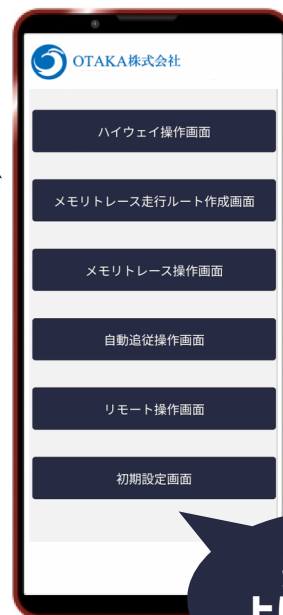 OTAKA株式会社
ハイウェイ操作画面
メモリトレース走行ルート作成画面
メモリトレース操作画面
自動追従操作画面
リモート操作画面
初期設定画面